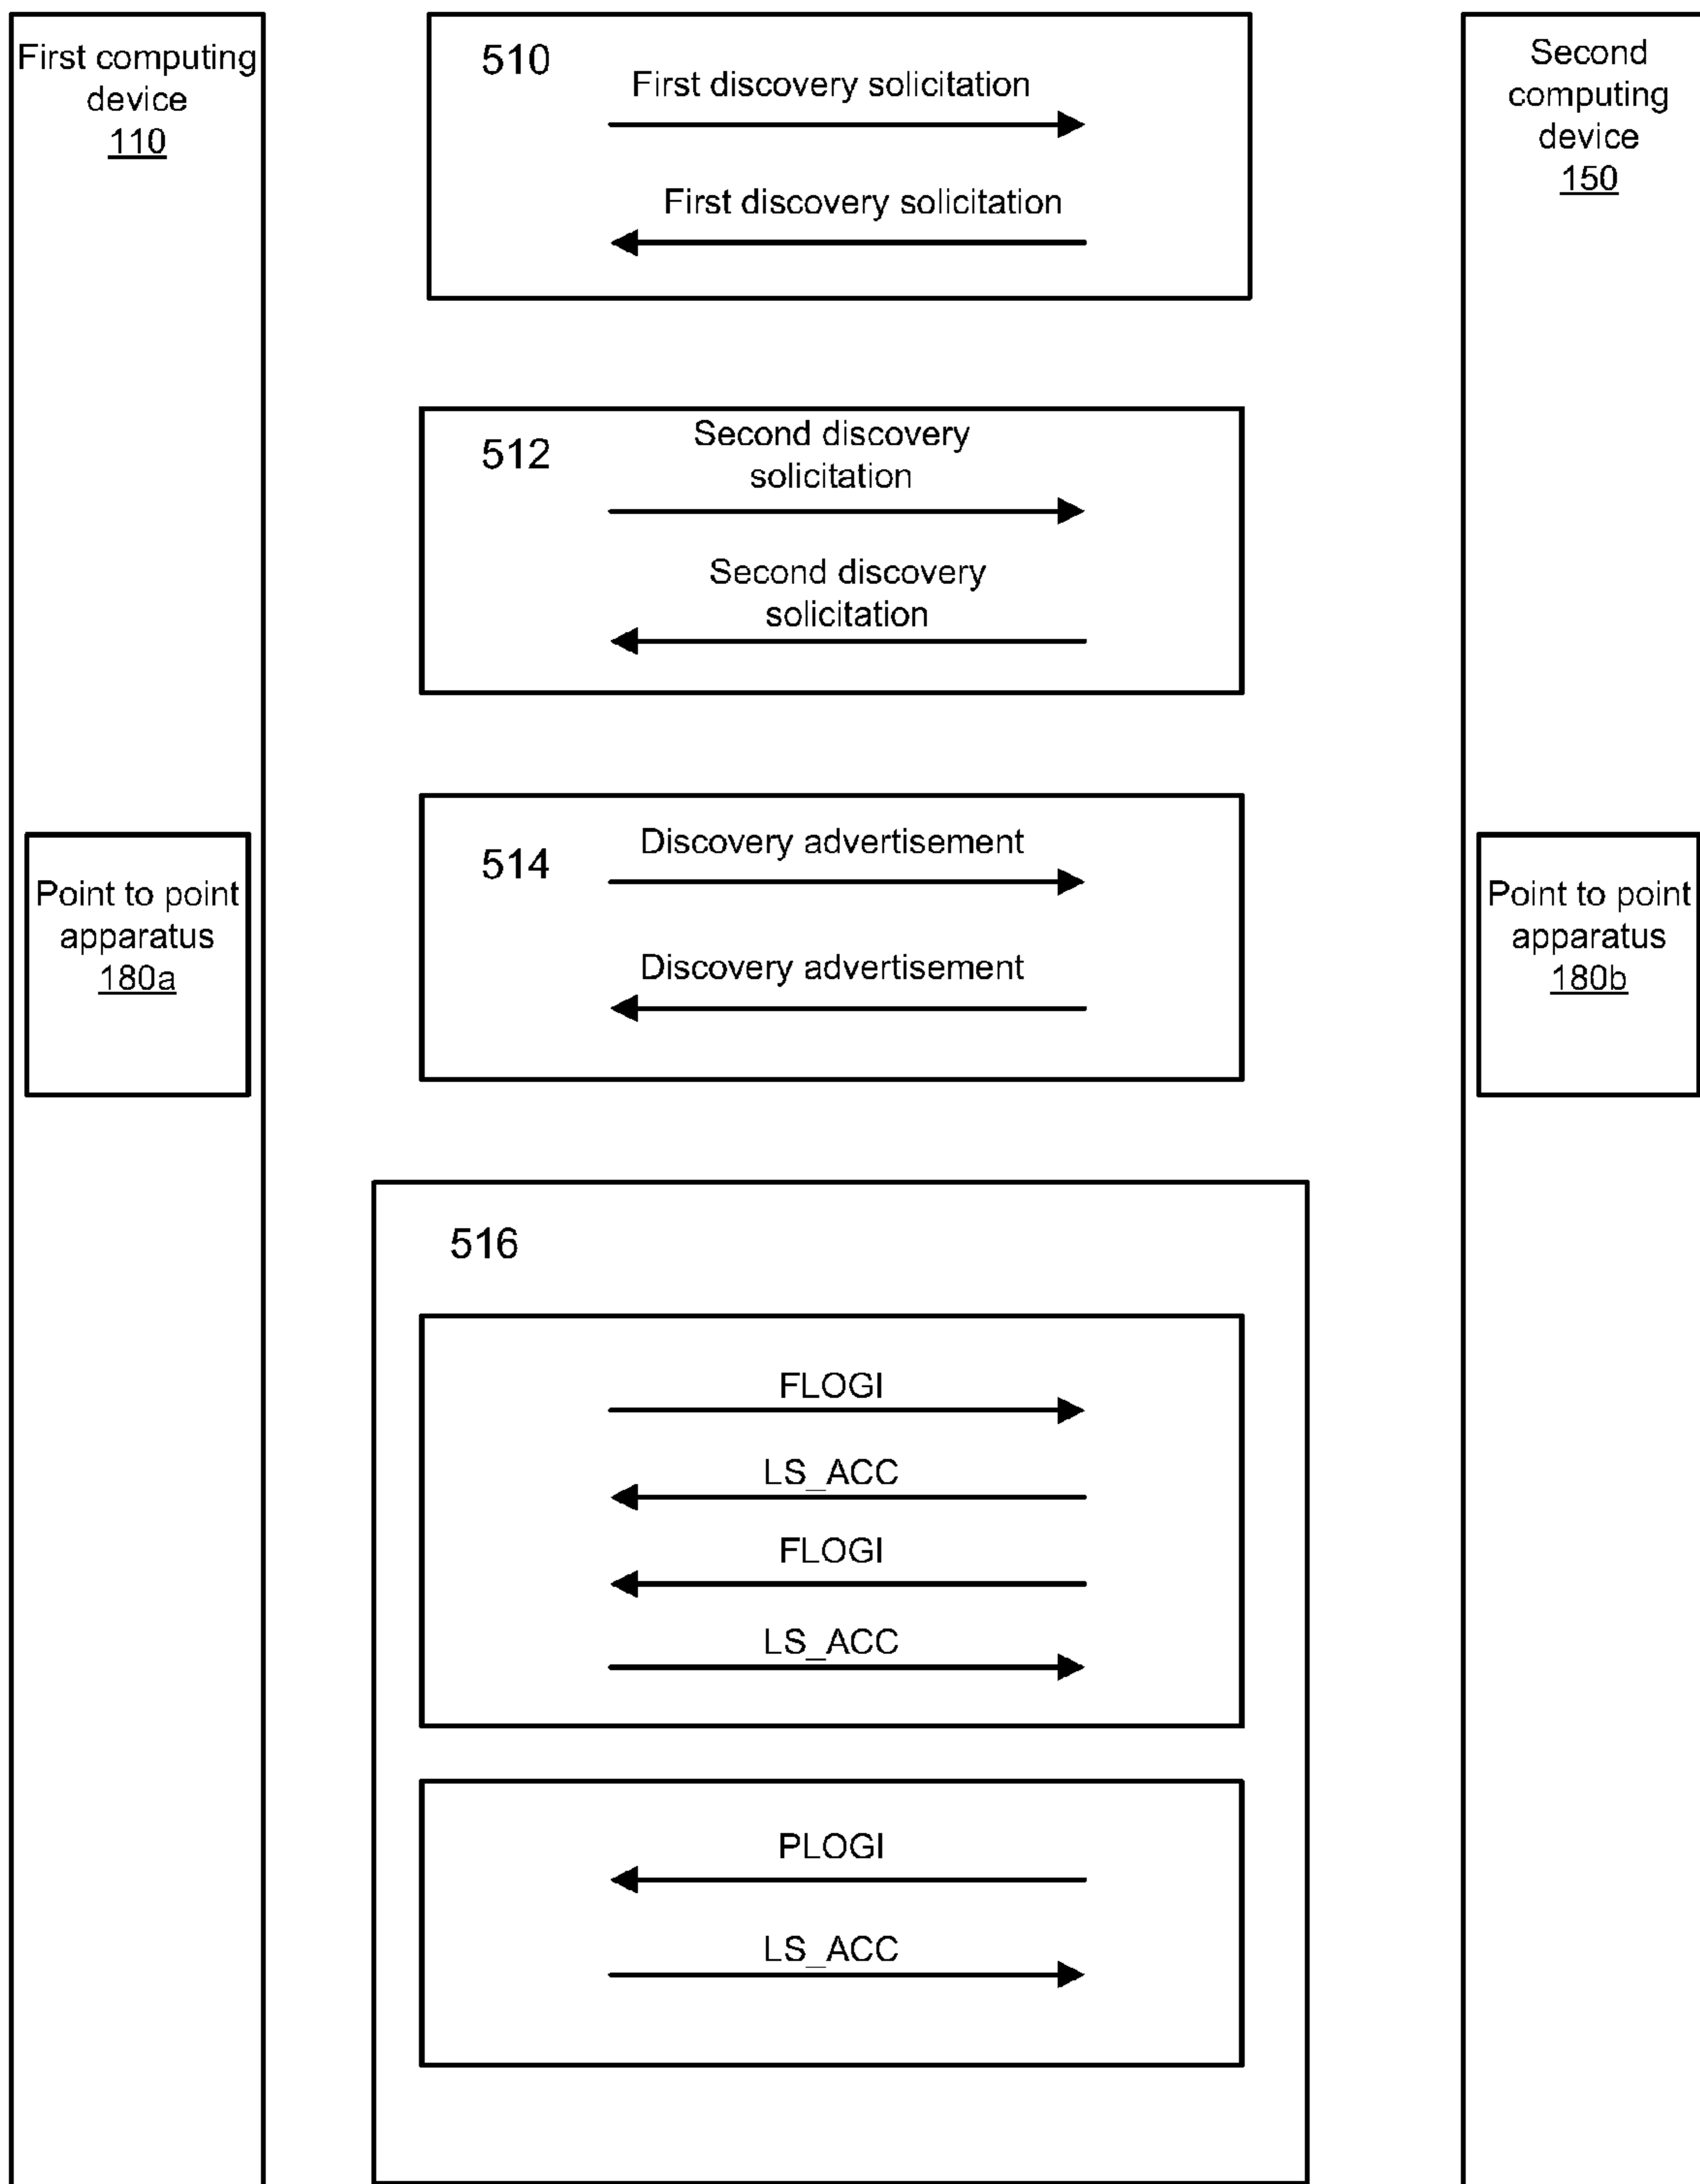 First computing
device
110
510
First discovery solicitation
First discovery solicitation
Second
computing
device
150
512
Second discovery
solicitation
Second discovery
solicitation
514
Discovery advertisement
Discovery advertisement
Point to point
apparatus
180a
Point to point
apparatus
180b
516
FLOGI
LS_ACC
FLOGI
LS_ACC
PLOGI
LS_ACC